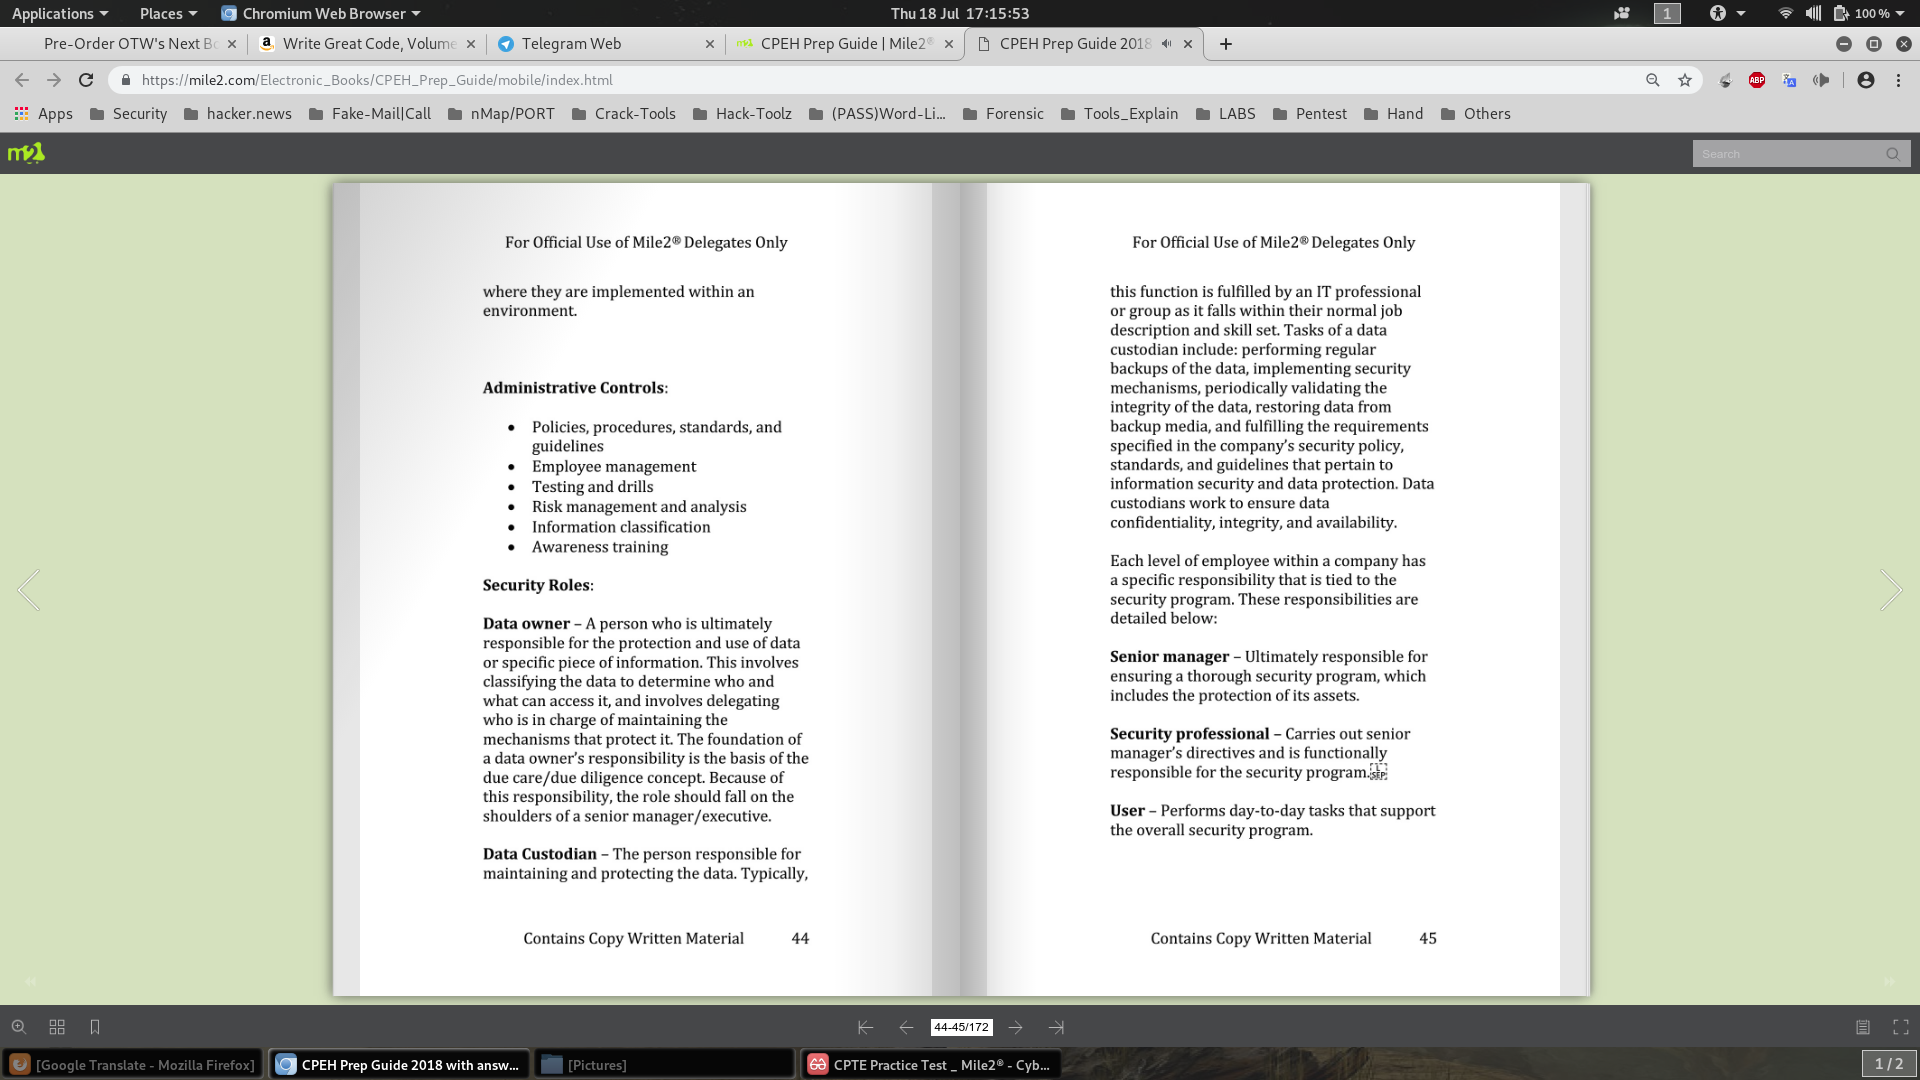 Applications
Places
Chromium Web Browser
Thu 18 Jul 17:15:53
1
100 %
Pre-Order OTW's Next Bo
Write Great Code, Volume
Telegram Web
CPEH Prep Guide | Mile2®
CPEH Prep Guide 2018
https://mile2.com/Electronic_Books/CPEH_Prep_Guide/mobile/index.html
ABP
Apps
Security
hacker.news
Fake-Mail|Call
nMap/PORT
Crack-Tools
Hack-Toolz
(PASS)Word-Li...
Forensic
Tools_Explain
LABS
Pentest
Hand
Others
m2
Search
For Official Use of Mile2® Delegates Only
where they are implemented within an
environment.
Administrative Controls:
• Policies, procedures, standards, and
guidelines
• Employee management
• Testing and drills
• Risk management and analysis
• Information classification
• Awareness training
Security Roles:
Data owner – A person who is ultimately
responsible for the protection and use of data
or specific piece of information. This involves
classifying the data to determine who and
what can access it, and involves delegating
who is in charge of maintaining the
mechanisms that protect it. The foundation of
a data owner’s responsibility is the basis of the
due care/due diligence concept. Because of
this responsibility, the role should fall on the
shoulders of a senior manager/executive.
Data Custodian – The person responsible for
maintaining and protecting the data. Typically,
Contains Copy Written Material 44
For Official Use of Mile2® Delegates Only
this function is fulfilled by an IT professional
or group as it falls within their normal job
description and skill set. Tasks of a data
custodian include: performing regular
backups of the data, implementing security
mechanisms, periodically validating the
integrity of the data, restoring data from
backup media, and fulfilling the requirements
specified in the company’s security policy,
standards, and guidelines that pertain to
information security and data protection. Data
custodians work to ensure data
confidentiality, integrity, and availability.
Each level of employee within a company has
a specific responsibility that is tied to the
security program. These responsibilities are
detailed below:
Senior manager – Ultimately responsible for
ensuring a thorough security program, which
includes the protection of its assets.
Security professional – Carries out senior
manager’s directives and is functionally
responsible for the security program. L SEP
User – Performs day-to-day tasks that support
the overall security program.
Contains Copy Written Material 45
44-45/172
[Google Translate - Mozilla Firefox]
CPEH Prep Guide 2018 with answ...
[Pictures]
CPTE Practice Test _ Mile2® - Cyb...
1 / 2